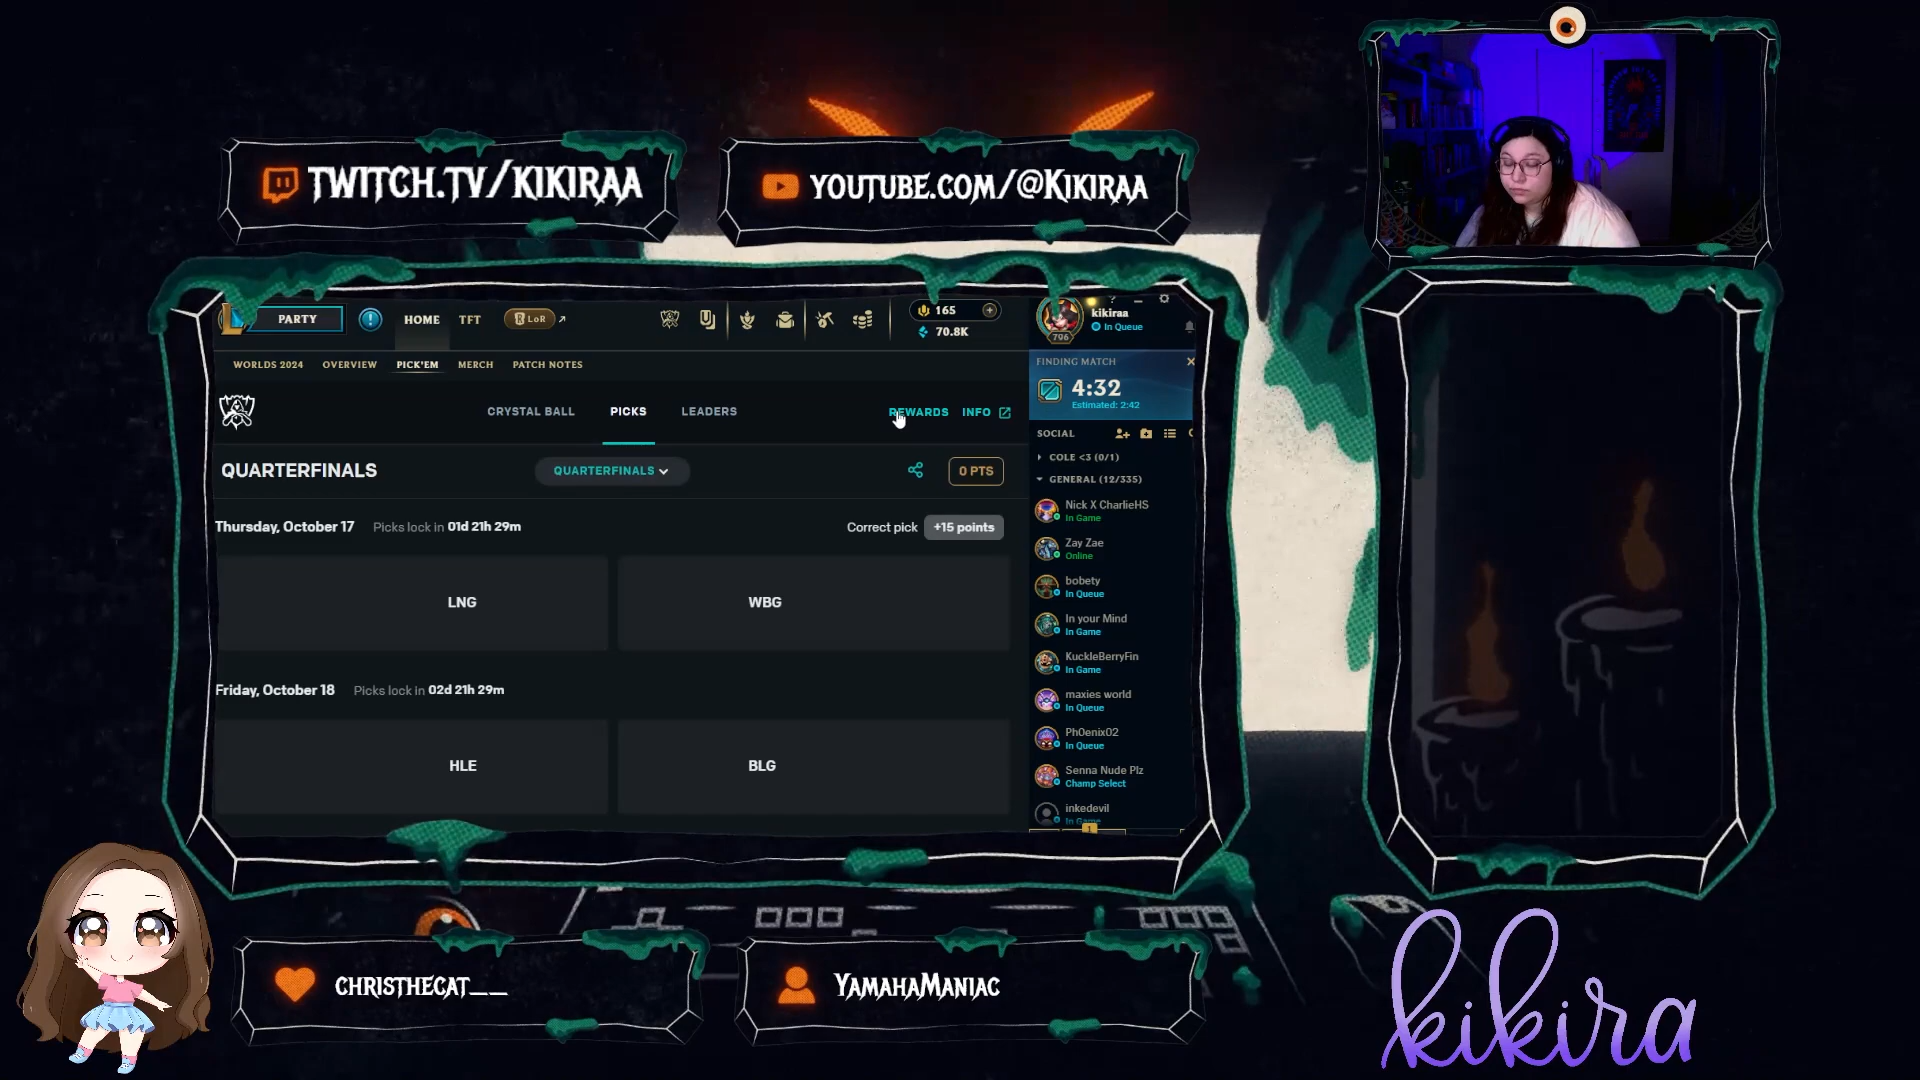 TWITCH.TV/KIKIRAA
YOUTUBE.COM/@KIKIRAA
PARTY
HOME
TFT
LoR
165
70.8K
796
kikiraa
In Queue
WORLDS 2024
OVERVIEW
PICK'EM
MERCH
PATCH NOTES
FINDING MATCH
4:32
Estimated: 2:42
CRYSTAL BALL
PICKS
LEADERS
REWARDS
INFO
QUARTERFINALS
QUARTERFINALS
0 PTS
Thursday, October 17
Picks lock in 01d 21h 29m
Correct pick
+15 points
LNG
WBG
Friday, October 18
Picks lock in 02d 21h 29m
HLE
BLG
SOCIAL
COLE <3 (0/1)
GENERAL (12/335)
Nick X CharlieHS
In Game
Zay Zae
Online
bobety
In Queue
In your Mind
In Game
KuckleBerryFin
In Game
maxies world
In Queue
Ph0enix02
In Queue
Senna Nude Plz
Champ Select
inkedevil
In Game
1
CHRISTHECAT__
YAMAHAMANIAC
kikira